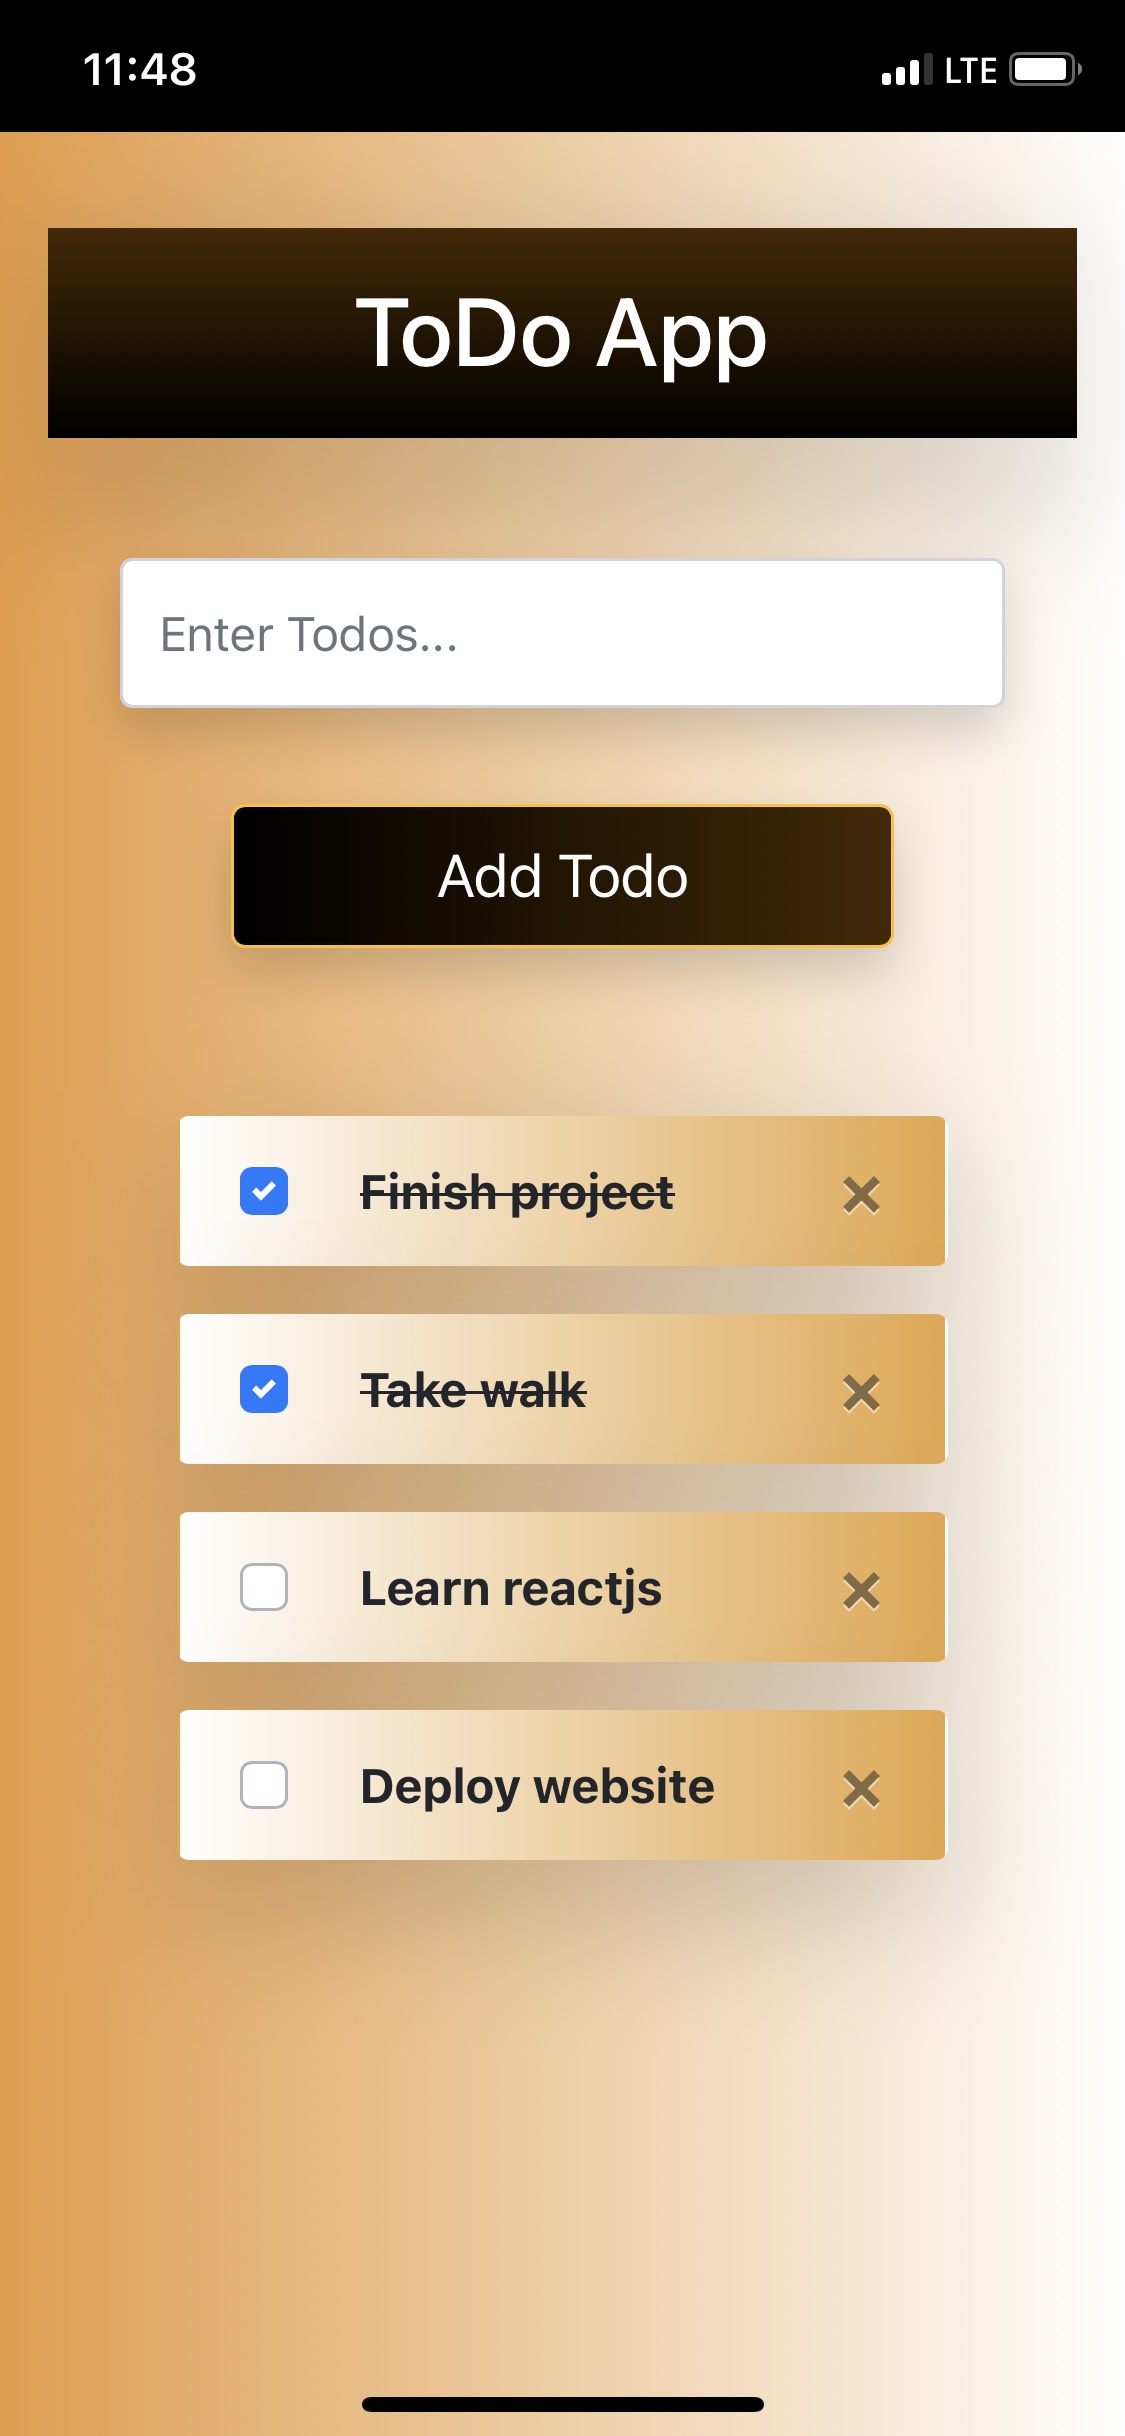 11:48 LTE
ToDo App
Enter Todos...
Add Todo
Finish project
Take walk
Learn reactjs
Deploy website